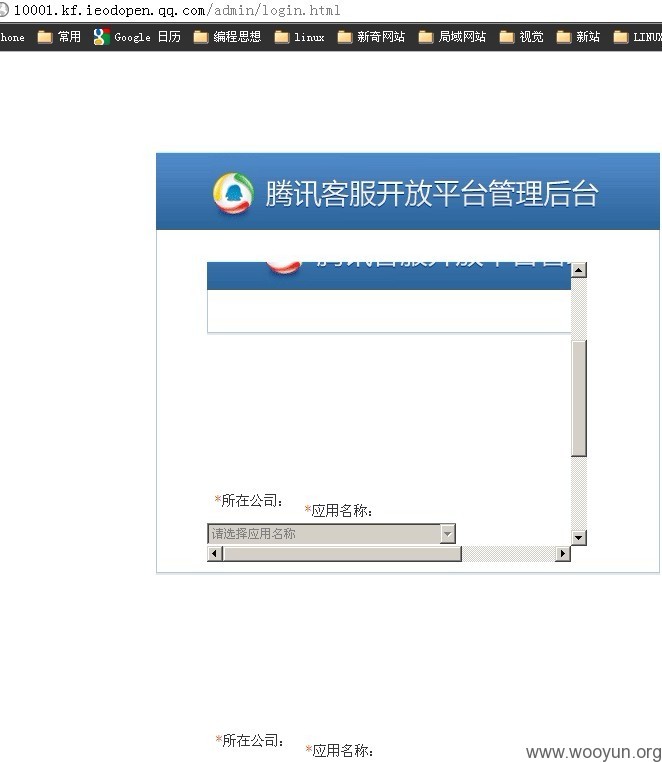 10001.kf.ieodopen.qq.com/admin/login.html
hone 常用 Google 日历 编程思想 linux 新奇网站 局域网站 视觉 新站 LINUX
腾讯客服开放平台管理后台
*所在公司:
*应用名称:
请选择应用名称
*所在公司:
*应用名称:
www.wooyun.org